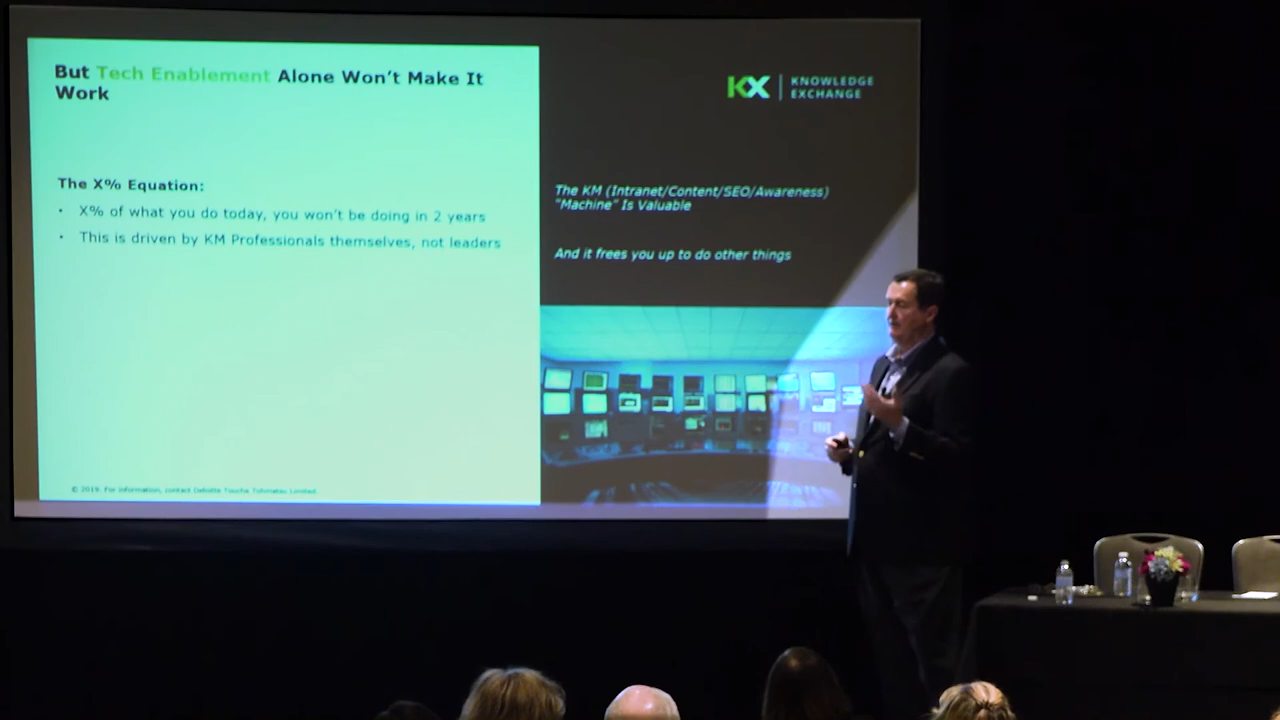 But Tech Enablement Alone Won't Make It
Work
The X% Equation:
• X% of what you do today, you won't be doing in 2 years
• This is driven by KM Professionals themselves, not leaders
© 2019. For information, contact Deloitte Touche Tohmatsu Limited.
KX KNOWLEDGE
EXCHANGE
The KM (Intranet/Content/SEO/Awareness)
"Machine" Is Valuable
And it frees you up to do other things